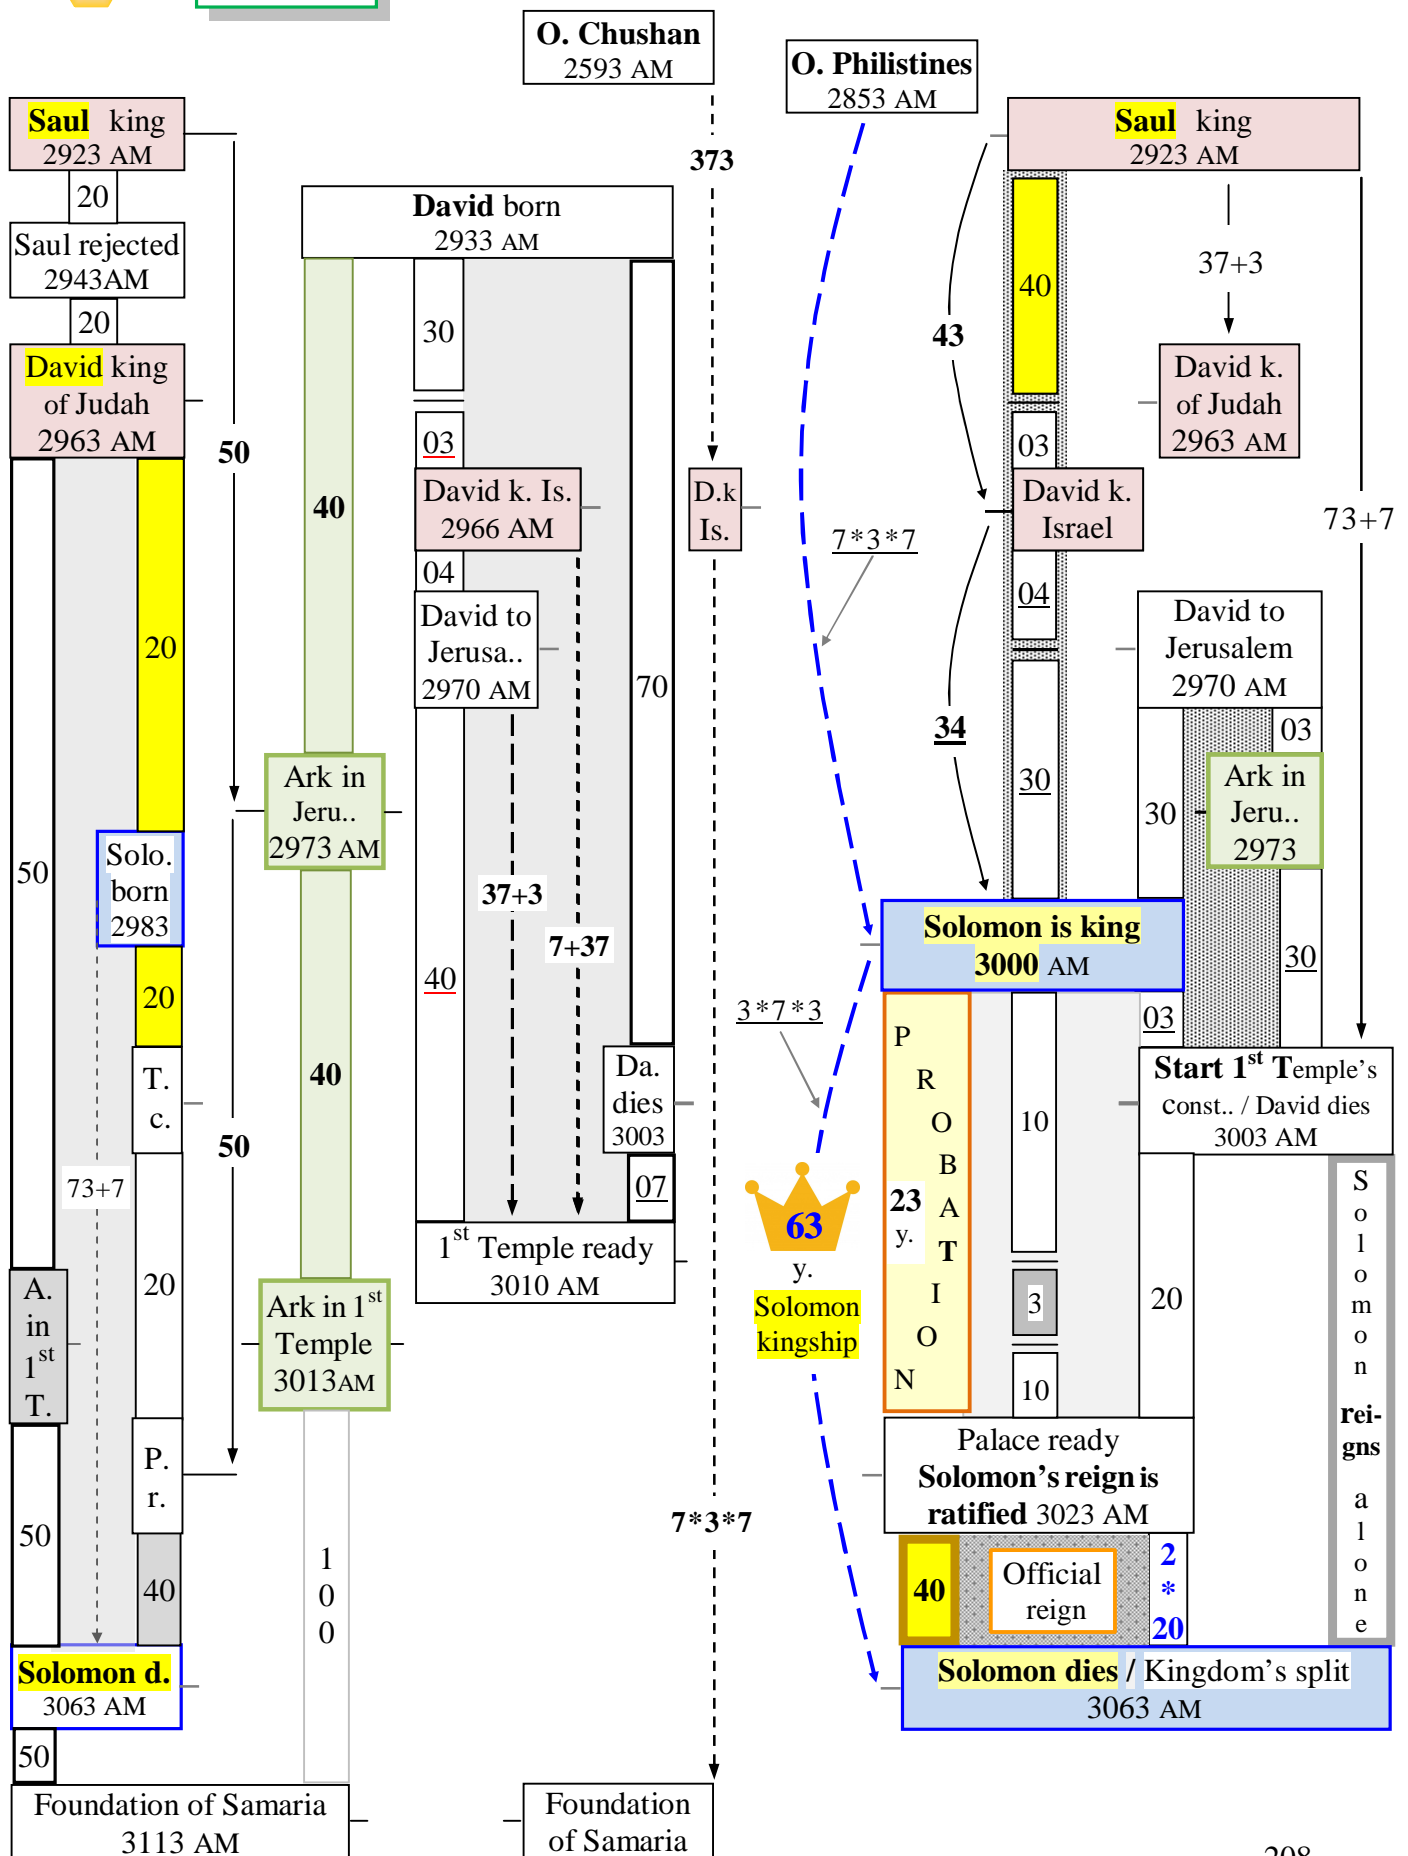 O. Chushan
2593 AM
O. Philistines
2853 AM
Saul king
2923 AM
20
Saul rejected
2943AM
20
David king
of Judah
2963 AM
50
20
Solo.
born
2983
20
T.
c.
73+7
20
A.
in
1st
T.
P.
r.
50
40
Solomon d.
3063 AM
50
Foundation of Samaria
3113 AM
50
50
David born
2933 AM
40
Ark in
Jeru..
2973 AM
40
Ark in 1st
Temple
3013AM
1
0
0
30
03
David k. Is.
2966 AM
04
David to
Jerusa..
2970 AM
40
37+3
7+37
70
Da.
dies
3003
07
1st Temple ready
3010 AM
373
D.k
Is.
7*3*7
Foundation
of Samaria
7*3*7
3*7*3
63
y.
Solomon
kingship
Saul king
2923 AM
43
40
37+3
David k.
of Judah
2963 AM
03
David k.
Israel
73+7
04
David to
Jerusalem
2970 AM
34
30
30
03
Ark in
Jeru..
2973
30
Solomon is king
3000 AM
P
R
O
B
A
T
I
O
N
23
y.
10
3
10
03
Start 1st Temple's
const.. / David dies
3003 AM
20
S
o
l
o
m
o
n
rei-
gns
a
l
o
n
e
Palace ready
Solomon's reign is
ratified 3023 AM
40
Official
reign
2
*
20
Solomon dies / Kingdom's split
3063 AM